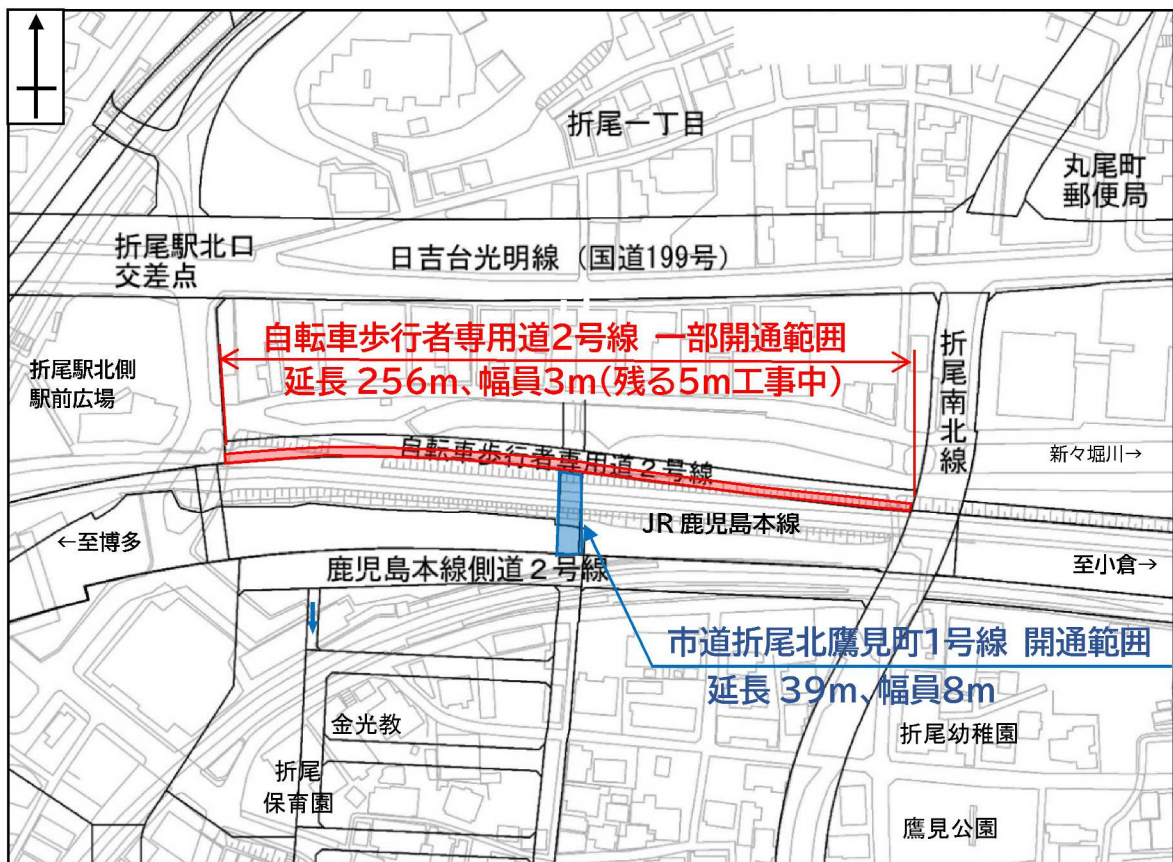 折尾一丁目
丸尾町
郵便局
折尾駅北口
交差点
日吉台光明線（国道199号）
自転車歩行者専用道2号線 一部開通範囲
延長 256m、幅員3m(残る5m工事中)
折尾駅北側
駅前広場
折尾南北線
自転車歩行者専用道２号線
新々堀川→
JR 鹿児島本線
←至博多
至小倉→
鹿児島本線側道２号線
市道折尾北鷹見町1号線 開通範囲
延長 39m、幅員8m
金光教
折尾
保育園
折尾幼稚園
鷹見公園